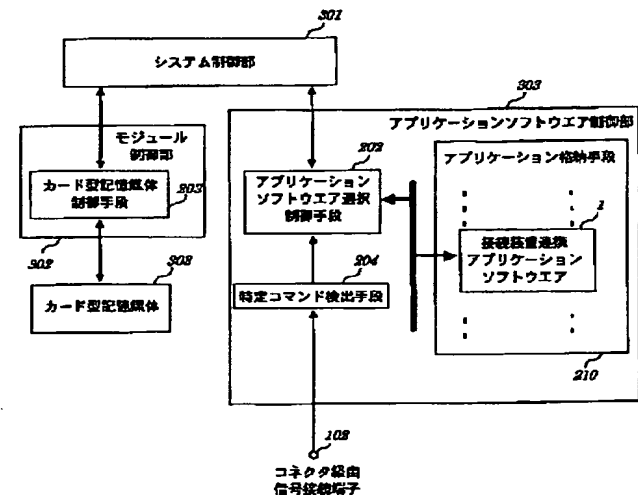 301
システム制御部
303
アプリケーションソフトウエア制御部
モジュール
制御部
203
カード型記憶媒体
制御手段
302
302
カード型記憶媒体
202
アプリケーション
ソフトウエア選択
制御手段
204
特定コマンド検出手段
アプリケーション格納手段
1
接続装置連携
アプリケーション
ソフトウエア
210
102
コネクタ経由
信号接続端子